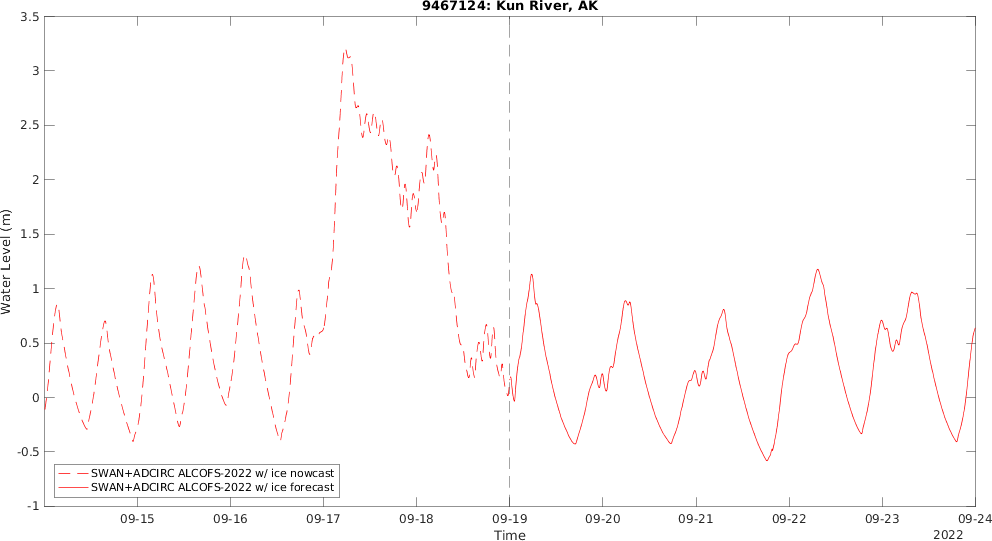 9467124: Kun River, AK
3.5
3
2.5
2
1.5
1
0.5
0
-0.5
-1
Water Level (m)
SWAN+ADCIRC ALCOFS-2022 w/ ice nowcast
SWAN+ADCIRC ALCOFS-2022 w/ ice forecast
09-15 09-16 09-17 09-18 09-19 09-20 09-21 09-22 09-23 09-24
Time
2022